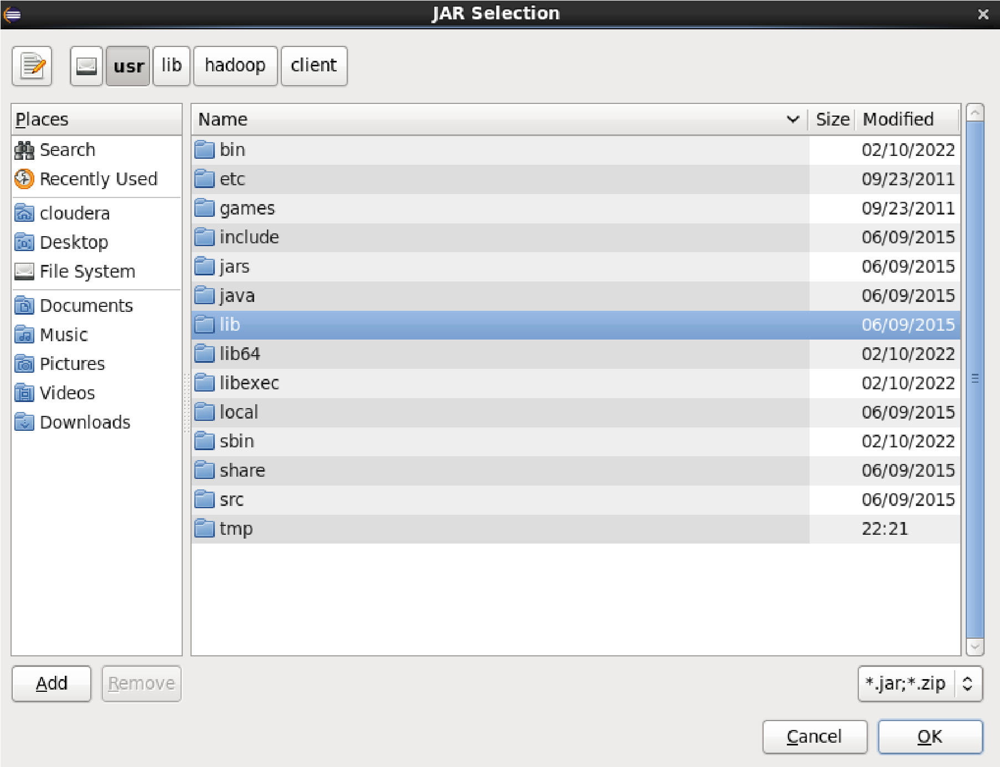 JAR Selection
usr lib hadoop client
Places
Search
Recently Used
cloudera
Desktop
File System
Documents
Music
Pictures
Videos
Downloads
Name Size Modified
bin 02/10/2022
etc 09/23/2011
games 09/23/2011
include 06/09/2015
jars 06/09/2015
java 06/09/2015
lib 06/09/2015
lib64 02/10/2022
libexec 02/10/2022
local 06/09/2015
sbin 02/10/2022
share 06/09/2015
src 06/09/2015
tmp 22:21
Add Remove *.jar;*.zip
Cancel OK